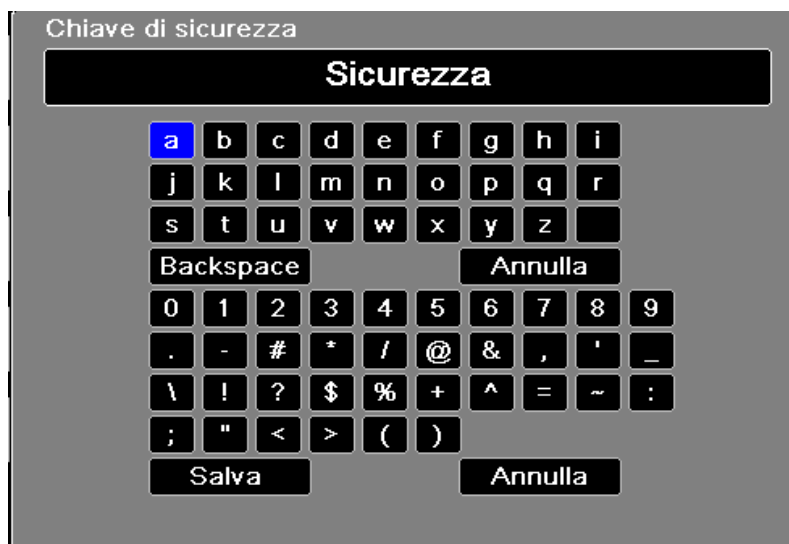 Chiave di sicurezza
Sicurezza
a b c d e f g h i
j k l m n o p q r
s t u v w x y z
Backspace Annulla
0 1 2 3 4 5 6 7 8 9
. - # * / @ & , ' _
\ ! ? $ % + ^ = ~ :
; " < > ( )
Salva Annulla